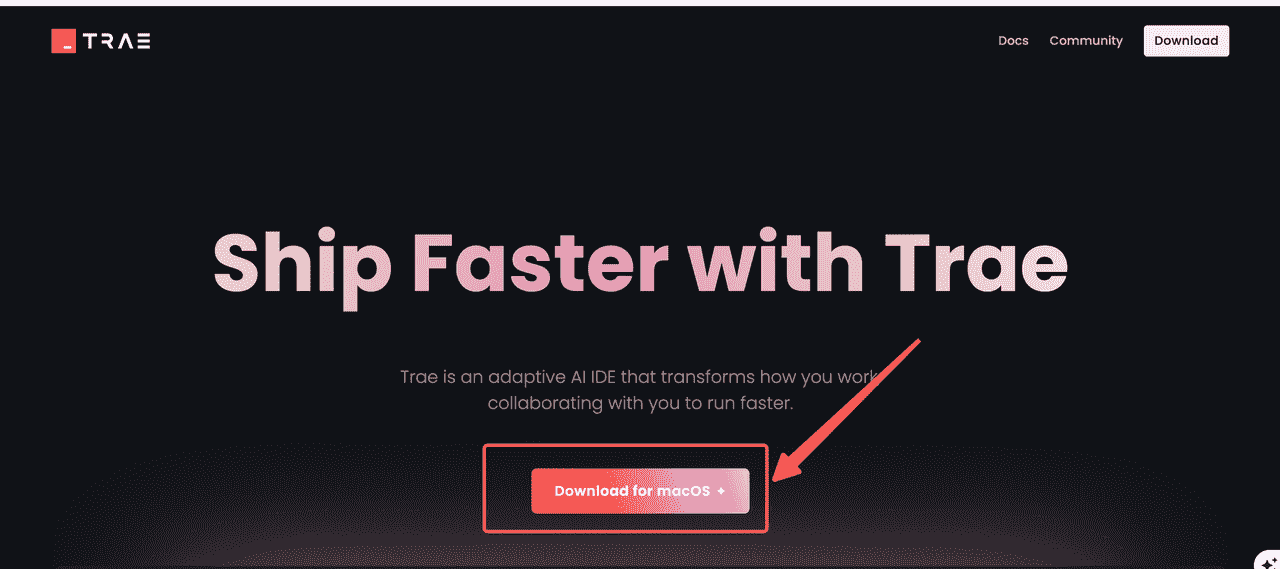 TRAE
Docs Community Download
Ship Faster with Trae
Trae is an adaptive AI IDE that transforms how you work
collaborating with you to run faster.
Download for macOS